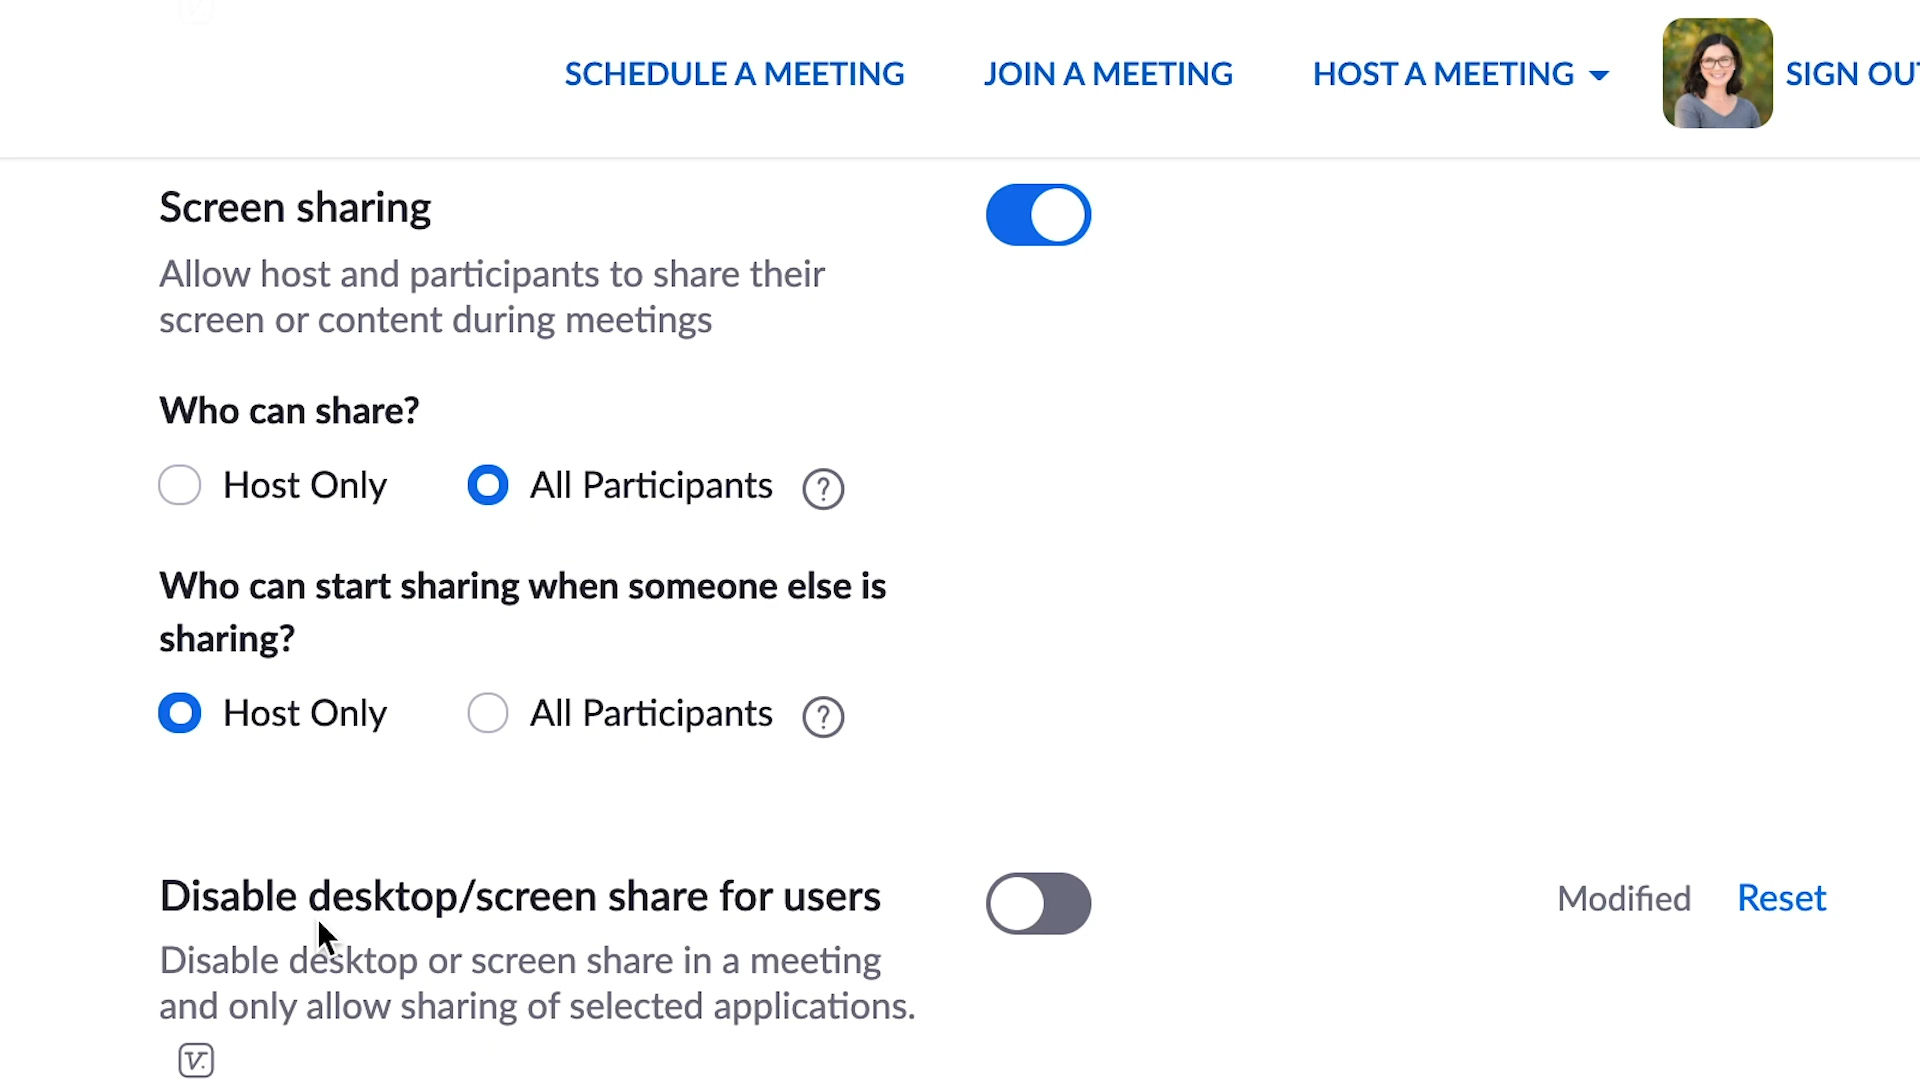 SCHEDULE A MEETING JOIN A MEETING HOST A MEETING SIGN OUT
Screen sharing
Allow host and participants to share their
screen or content during meetings
Who can share?
Host Only All Participants ?
Who can start sharing when someone else is
sharing?
Host Only All Participants ?
Disable desktop/screen share for users Modified Reset
Disable desktop or screen share in a meeting
and only allow sharing of selected applications.
V.